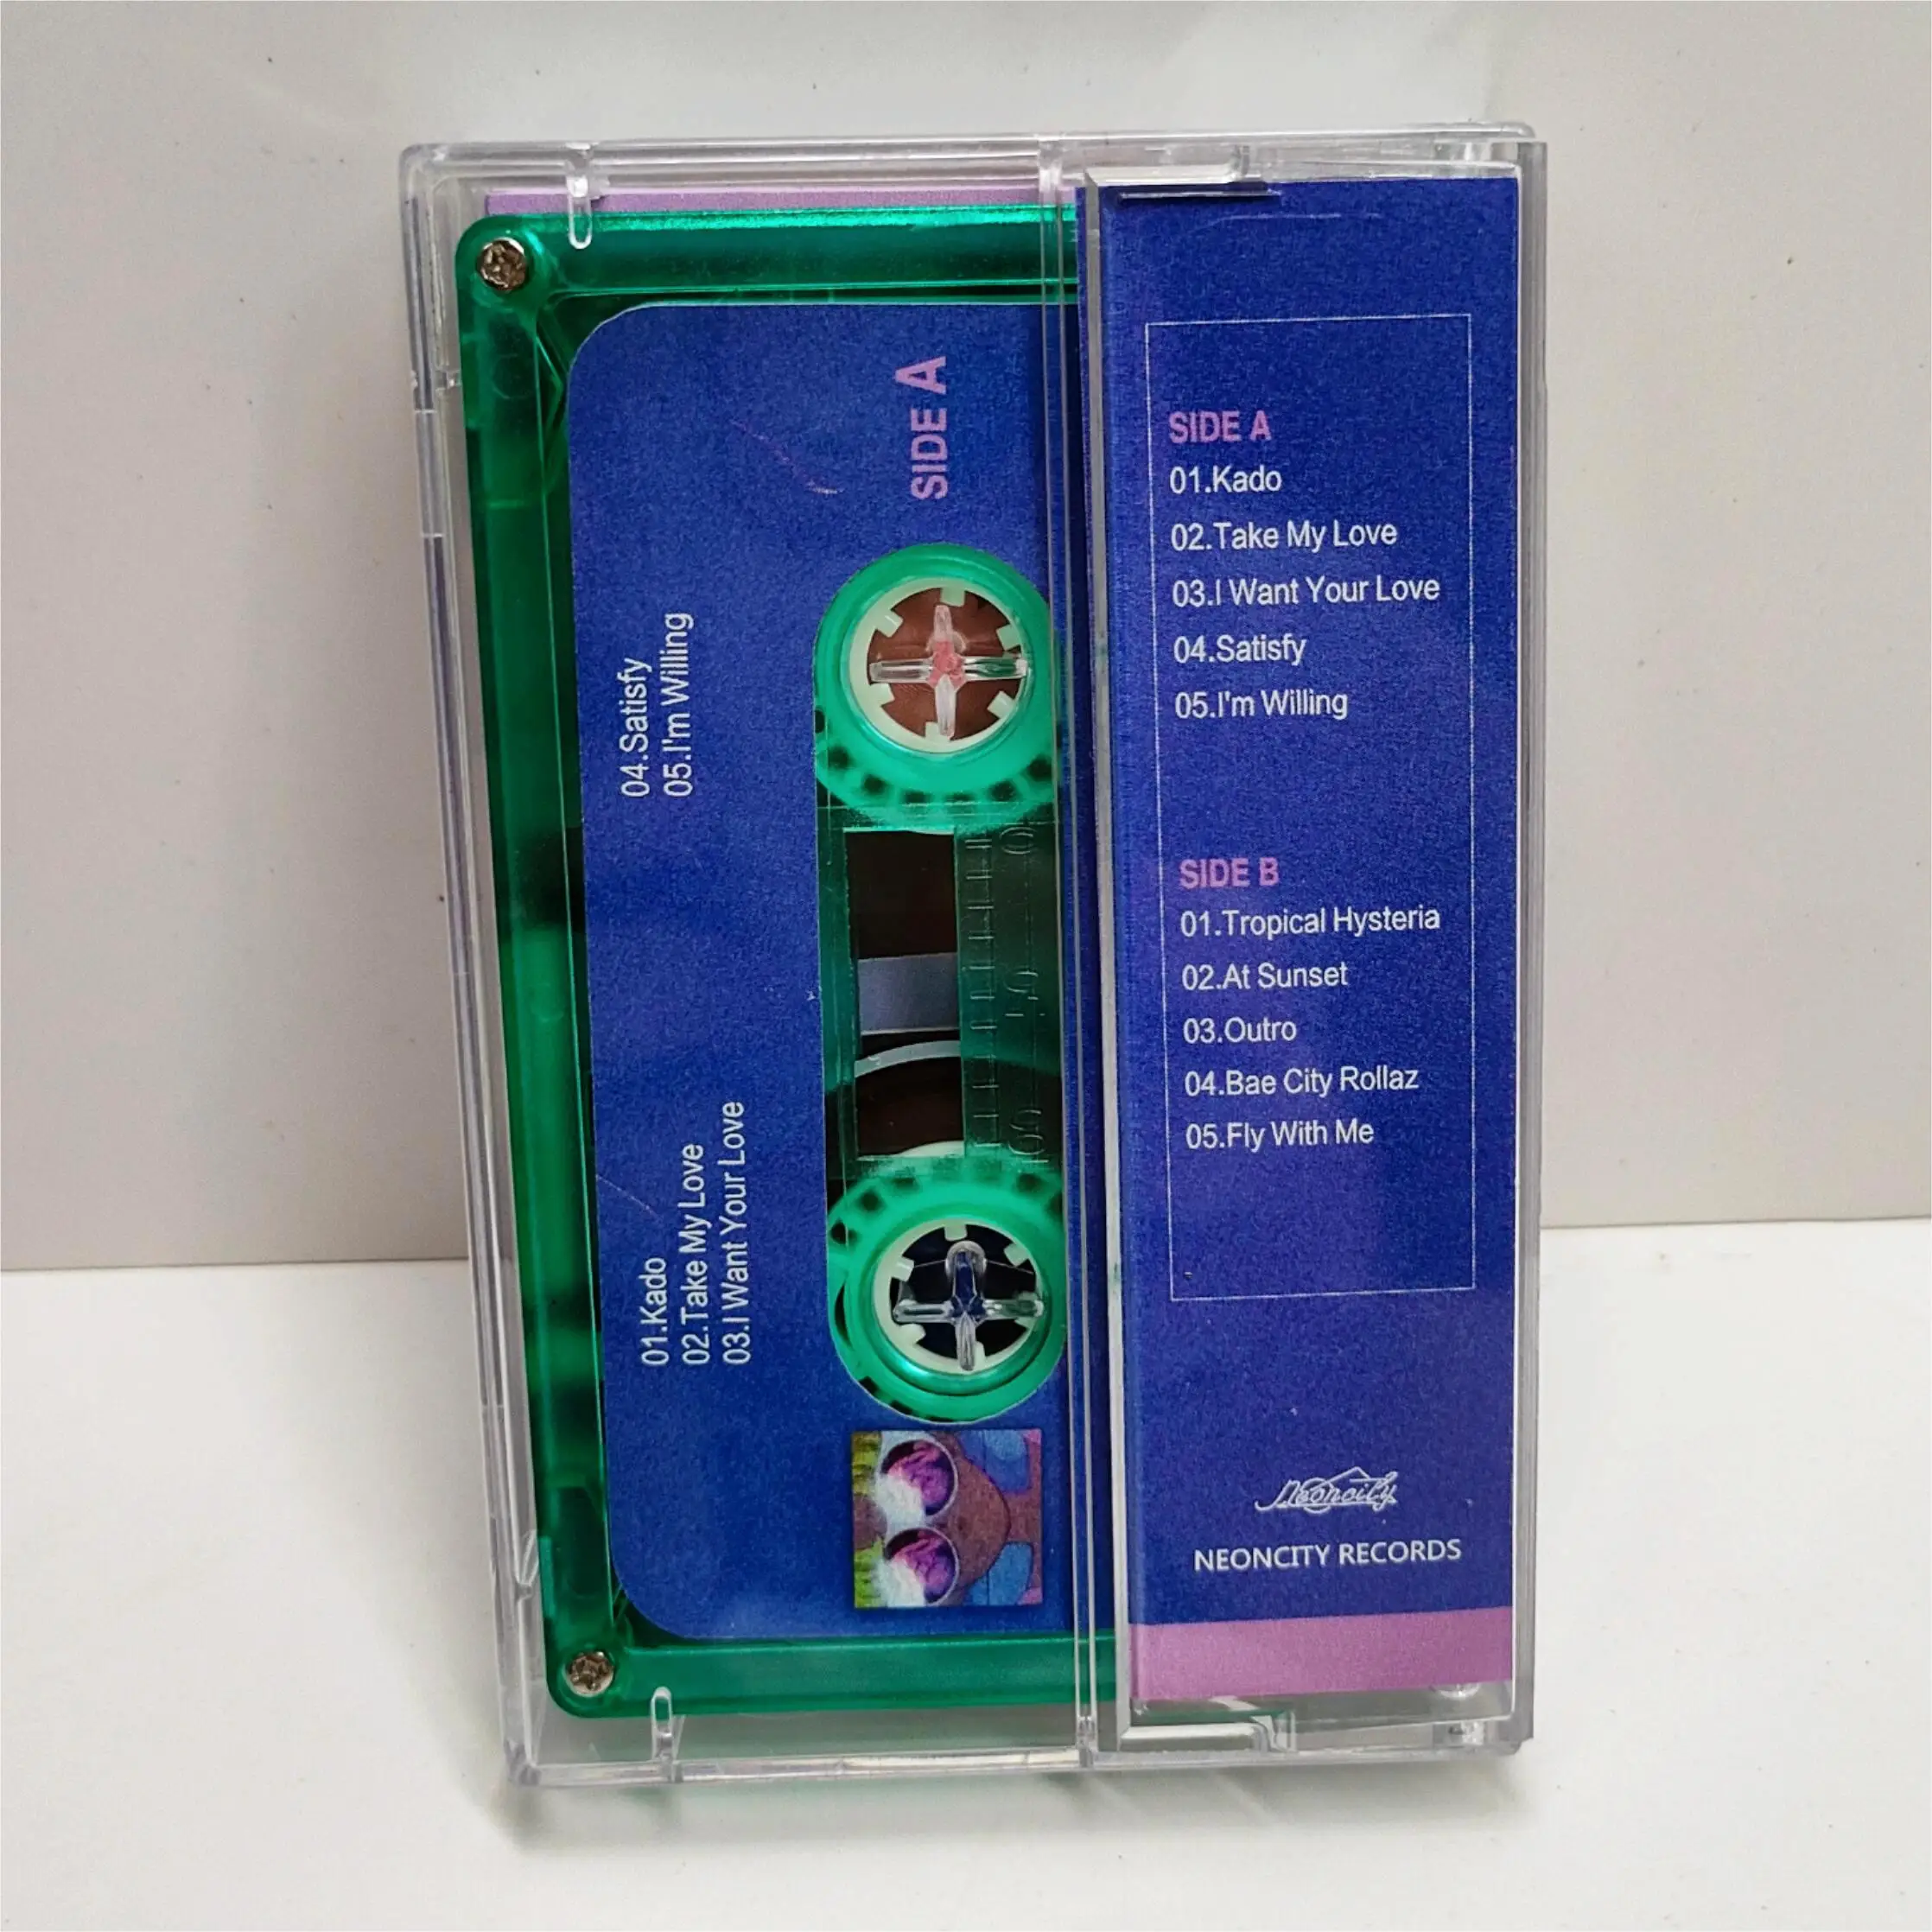 SIDE A
04.Satisfy
05.I'm Willing
01.Kado
02.Take My Love
03.I Want Your Love
SIDE A
01.Kado
02.Take My Love
03.I Want Your Love
04.Satisfy
05.I'm Willing
SIDE B
01.Tropical Hysteria
02.At Sunset
03.Outro
04.Bae City Rollaz
05.Fly With Me
Neoncity
NEONCITY RECORDS